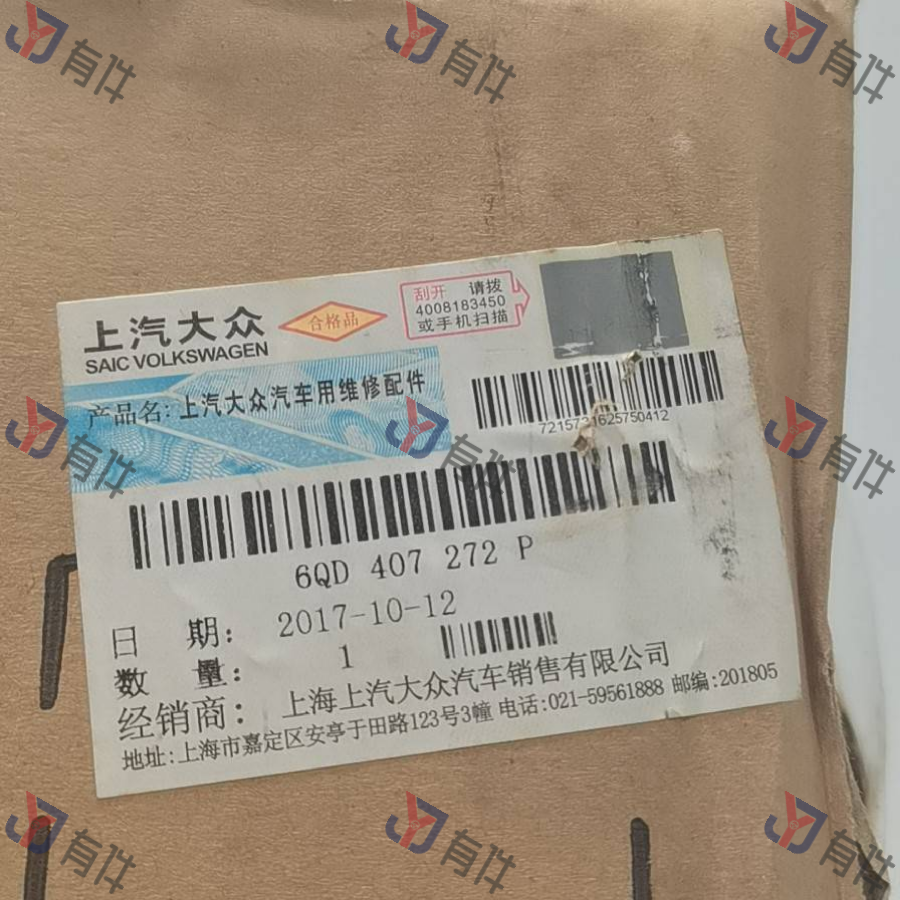 上汽大众
SAIC VOLKSWAGEN
合格品
刮开 请拨
4008183450
或手机扫描
产品名: 上汽大众汽车用维修配件
6QD 407 272 P
日 期: 2017-10-12
数 量: 1
经销商: 上海上汽大众汽车销售有限公司
地址: 上海市嘉定区安亭于田路123号3幢 电话:021-59561888 邮编:201805
有件
有件
有件
有件
有件
有件
有件
有件
有件